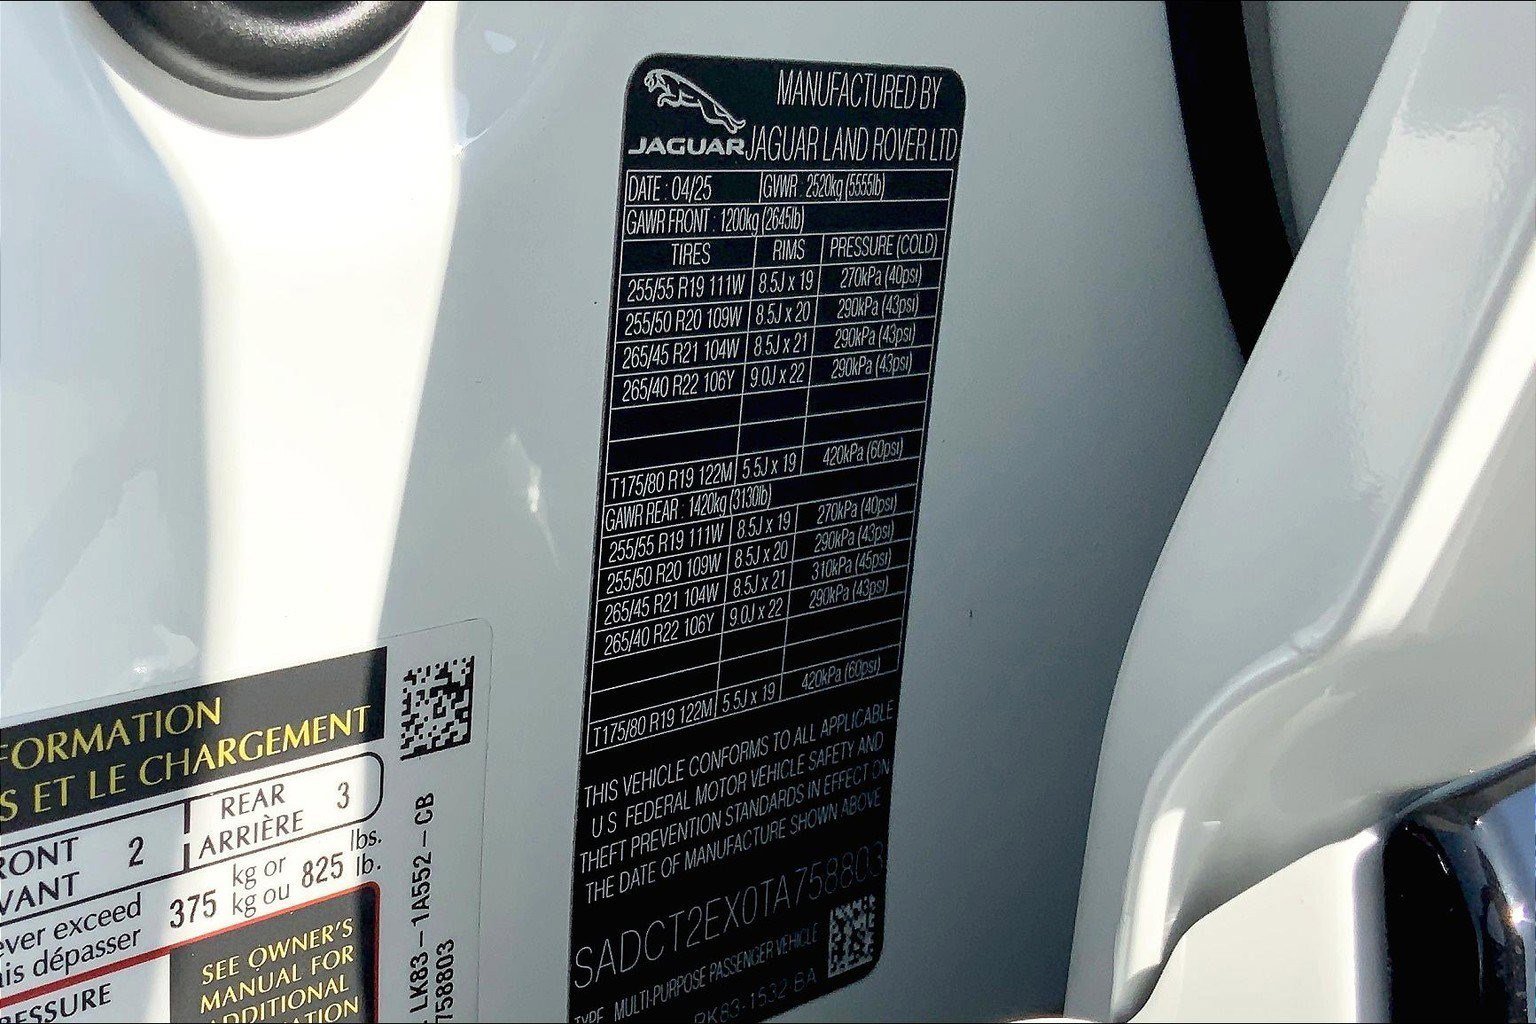 JAGUAR
MANUFACTURED BY
JAGUAR LAND ROVER LTD
DATE : 04/25 GVWR : 2520kg (5555lb)
GAWR FRONT : 1200kg (2645lb)
TIRES RIMS PRESSURE (COLD)
255/55 R19 111W 8.5J x 19 270kPa (40psi)
255/50 R20 109W 8.5J x 20 290kPa (43psi)
265/45 R21 104W 8.5J x 21 290kPa (43psi)
265/40 R22 106Y 9.0J x 22 290kPa (43psi)
T175/80 R19 122M 5.5J x 19 420kPa (60psi)
GAWR REAR : 1420kg (3130lb)
255/55 R19 111W 8.5J x 19 270kPa (40psi)
255/50 R20 109W 8.5J x 20 290kPa (43psi)
265/45 R21 104W 8.5J x 21 310kPa (45psi)
265/40 R22 106Y 9.0J x 22 290kPa (43psi)
T175/80 R19 122M 5.5J x 19 420kPa (60psi)
THIS VEHICLE CONFORMS TO ALL APPLICABLE
U S FEDERAL MOTOR VEHICLE SAFETY AND
THEFT PREVENTION STANDARDS IN EFFECT ON
THE DATE OF MANUFACTURE SHOWN ABOVE
SADCT2EX0TA758803
TYPE MULTI-PURPOSE PASSENGER VEHICLE
PK83-1532 BA
FORMATION
S ET LE CHARGEMENT
RONT 2 REAR 3
VANT ARRIÈRE
ever exceed 375 kg or 825 lbs.
ais dépasser kg ou lb.
ESSURE
SEE OWNER'S
MANUAL FOR
ADDITIONAL
LK83-1A552-CB
758803